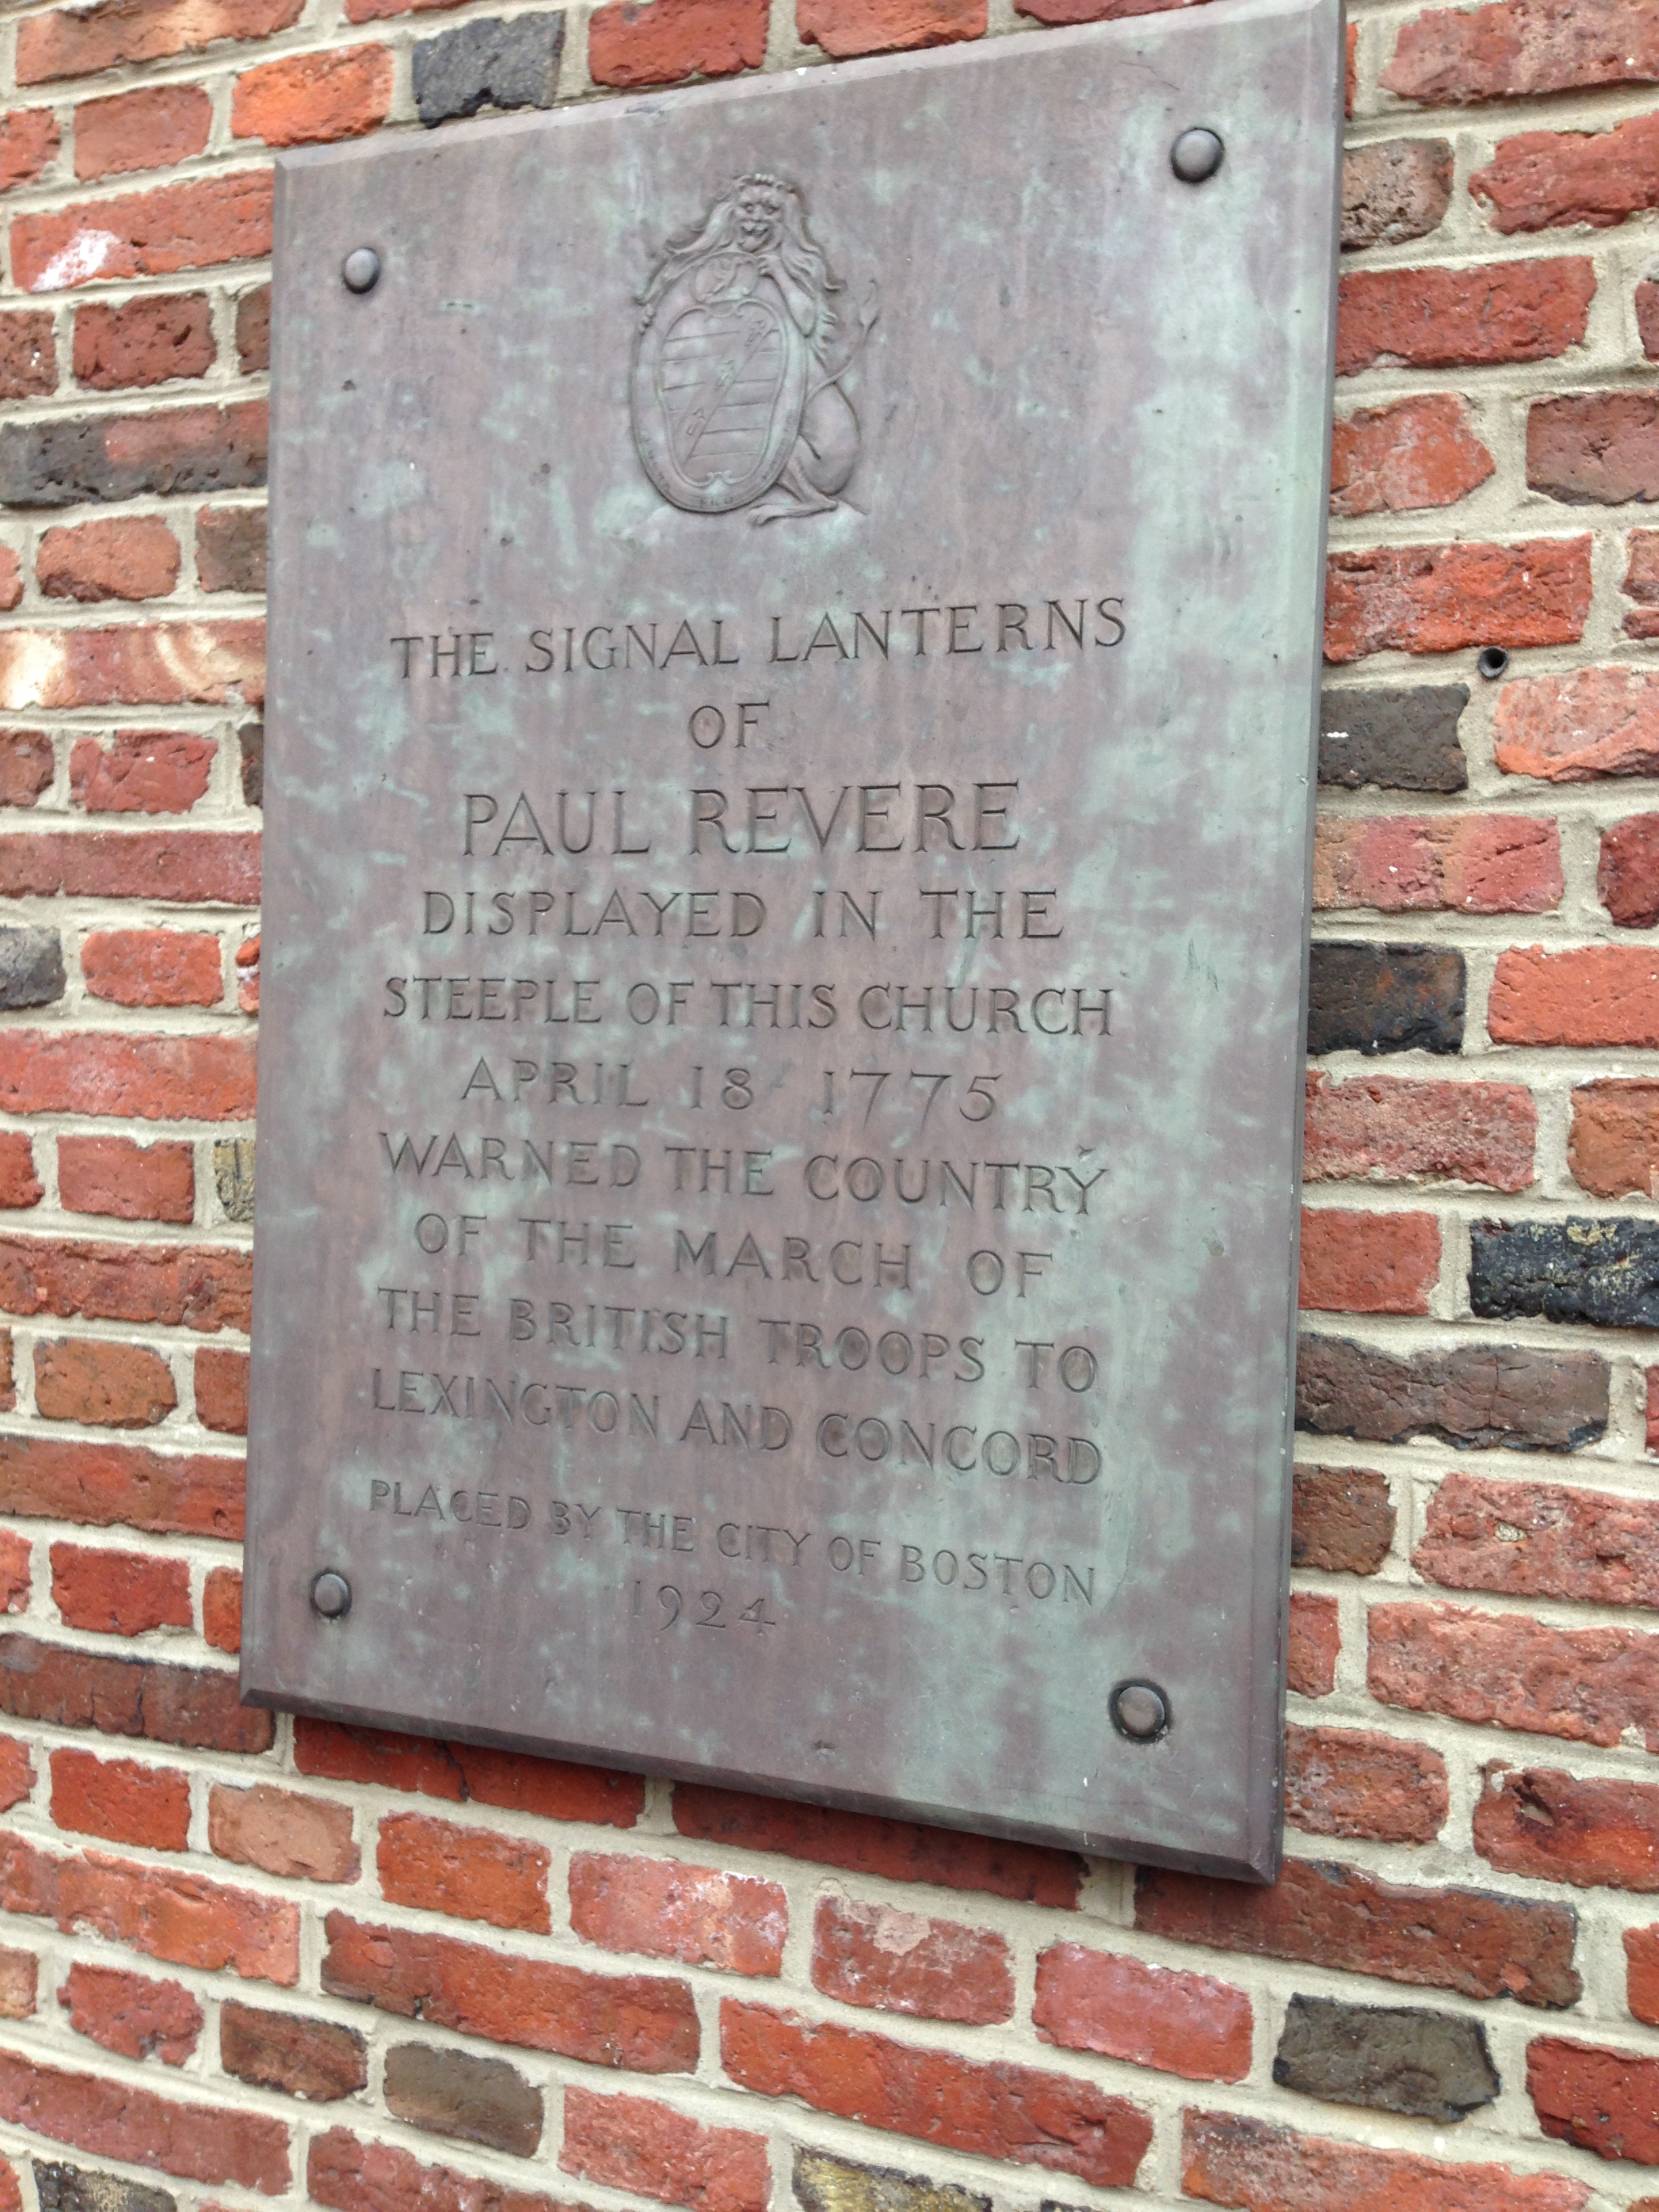 THE SIGNAL LANTERNS
OF
PAUL REVERE
DISPLAYED IN THE
STEEPLE OF THIS CHURCH
APRIL 18 1775
WARNED THE COUNTRY
OF THE MARCH OF
THE BRITISH TROOPS TO
LEXINGTON AND CONCORD
PLACED BY THE CITY OF BOSTON
1924